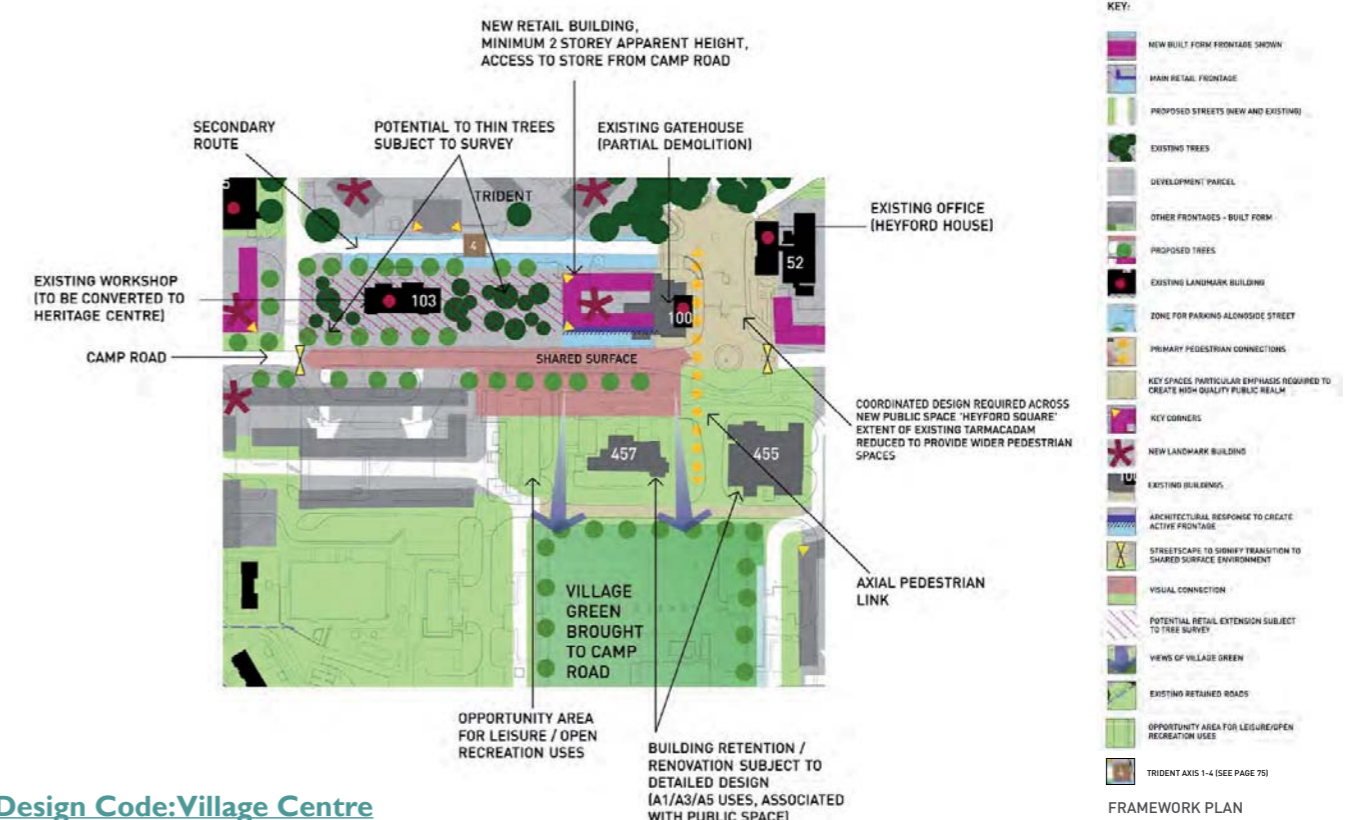 NEW RETAIL BUILDING,
MINIMUM 2 STOREY APPARENT HEIGHT,
ACCESS TO STORE FROM CAMP ROAD
SECONDARY
ROUTE
POTENTIAL TO THIN TREES
SUBJECT TO SURVEY
EXISTING GATEHOUSE
(PARTIAL DEMOLITION)
TRIDENT
EXISTING OFFICE
(HEYFORD HOUSE)
4
52
EXISTING WORKSHOP
(TO BE CONVERTED TO
HERITAGE CENTRE)
103
100
CAMP ROAD
SHARED SURFACE
COORDINATED DESIGN REQUIRED ACROSS
NEW PUBLIC SPACE 'HEYFORD SQUARE'
EXTENT OF EXISTING TARMACADAM
REDUCED TO PROVIDE WIDER PEDESTRIAN
SPACES
457
455
AXIAL PEDESTRIAN
LINK
VILLAGE
GREEN
BROUGHT
TO CAMP
ROAD
OPPORTUNITY AREA
FOR LEISURE / OPEN
RECREATION USES
BUILDING RETENTION /
RENOVATION SUBJECT TO
DETAILED DESIGN
(A1/A3/A5 USES, ASSOCIATED
WITH PUBLIC SPACE)
Design Code:Village Centre
KEY:
NEW BUILT FORM FRONTAGE SHOWN
MAIN RETAIL FRONTAGE
PROPOSED STREETS (NEW AND EXISTING)
EXISTING TREES
DEVELOPMENT PARCEL
OTHER FRONTAGES - BUILT FORM
PROPOSED TREES
EXISTING LANDMARK BUILDING
ZONE FOR PARKING ALONGSIDE STREET
PRIMARY PEDESTRIAN CONNECTIONS
KEY SPACES PARTICULAR EMPHASIS REQUIRED TO
CREATE HIGH QUALITY PUBLIC REALM
KEY CORNERS
NEW LANDMARK BUILDING
EXISTING BUILDINGS
ARCHITECTURAL RESPONSE TO CREATE
ACTIVE FRONTAGE
STREETSCAPE TO SIGNIFY TRANSITION TO
SHARED SURFACE ENVIRONMENT
VISUAL CONNECTION
POTENTIAL RETAIL EXTENSION SUBJECT
TO TREE SURVEY
VIEWS OF VILLAGE GREEN
EXISTING RETAINED ROADS
OPPORTUNITY AREA FOR LEISURE/OPEN
RECREATION USES
TRIDENT AXIS 1-4 (SEE PAGE 75)
FRAMEWORK PLAN